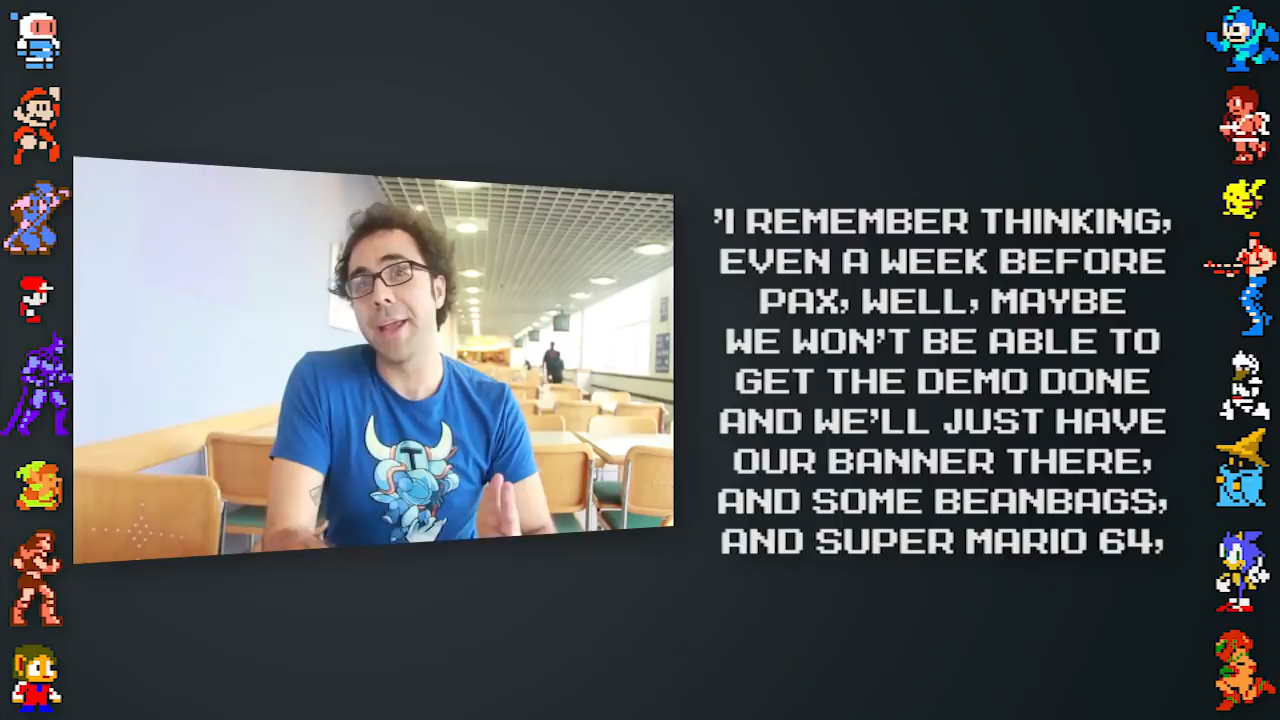 'I REMEMBER THINKING,
EVEN A WEEK BEFORE
PAX, WELL, MAYBE
WE WON'T BE ABLE TO
GET THE DEMO DONE
AND WE'LL JUST HAVE
OUR BANNER THERE,
AND SOME BEANBAGS,
AND SUPER MARIO 64,